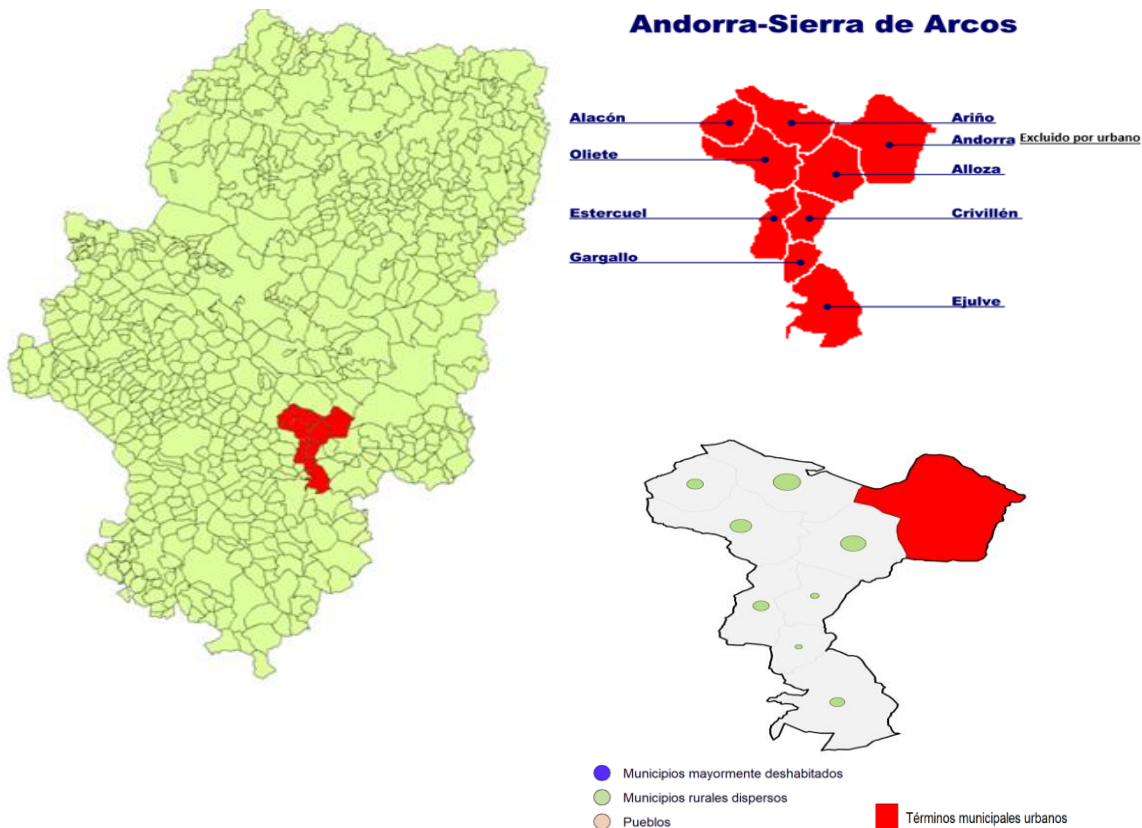 Andorra-Sierra de Arcos
Alacón
Ariño
Andorra Excluido por urbano
Oliete
Alloza
Estercuel
Crivillén
Gargallo
Ejulve
Municipios mayormente deshabitados
Municipios rurales dispersos
Pueblos
Términos municipales urbanos